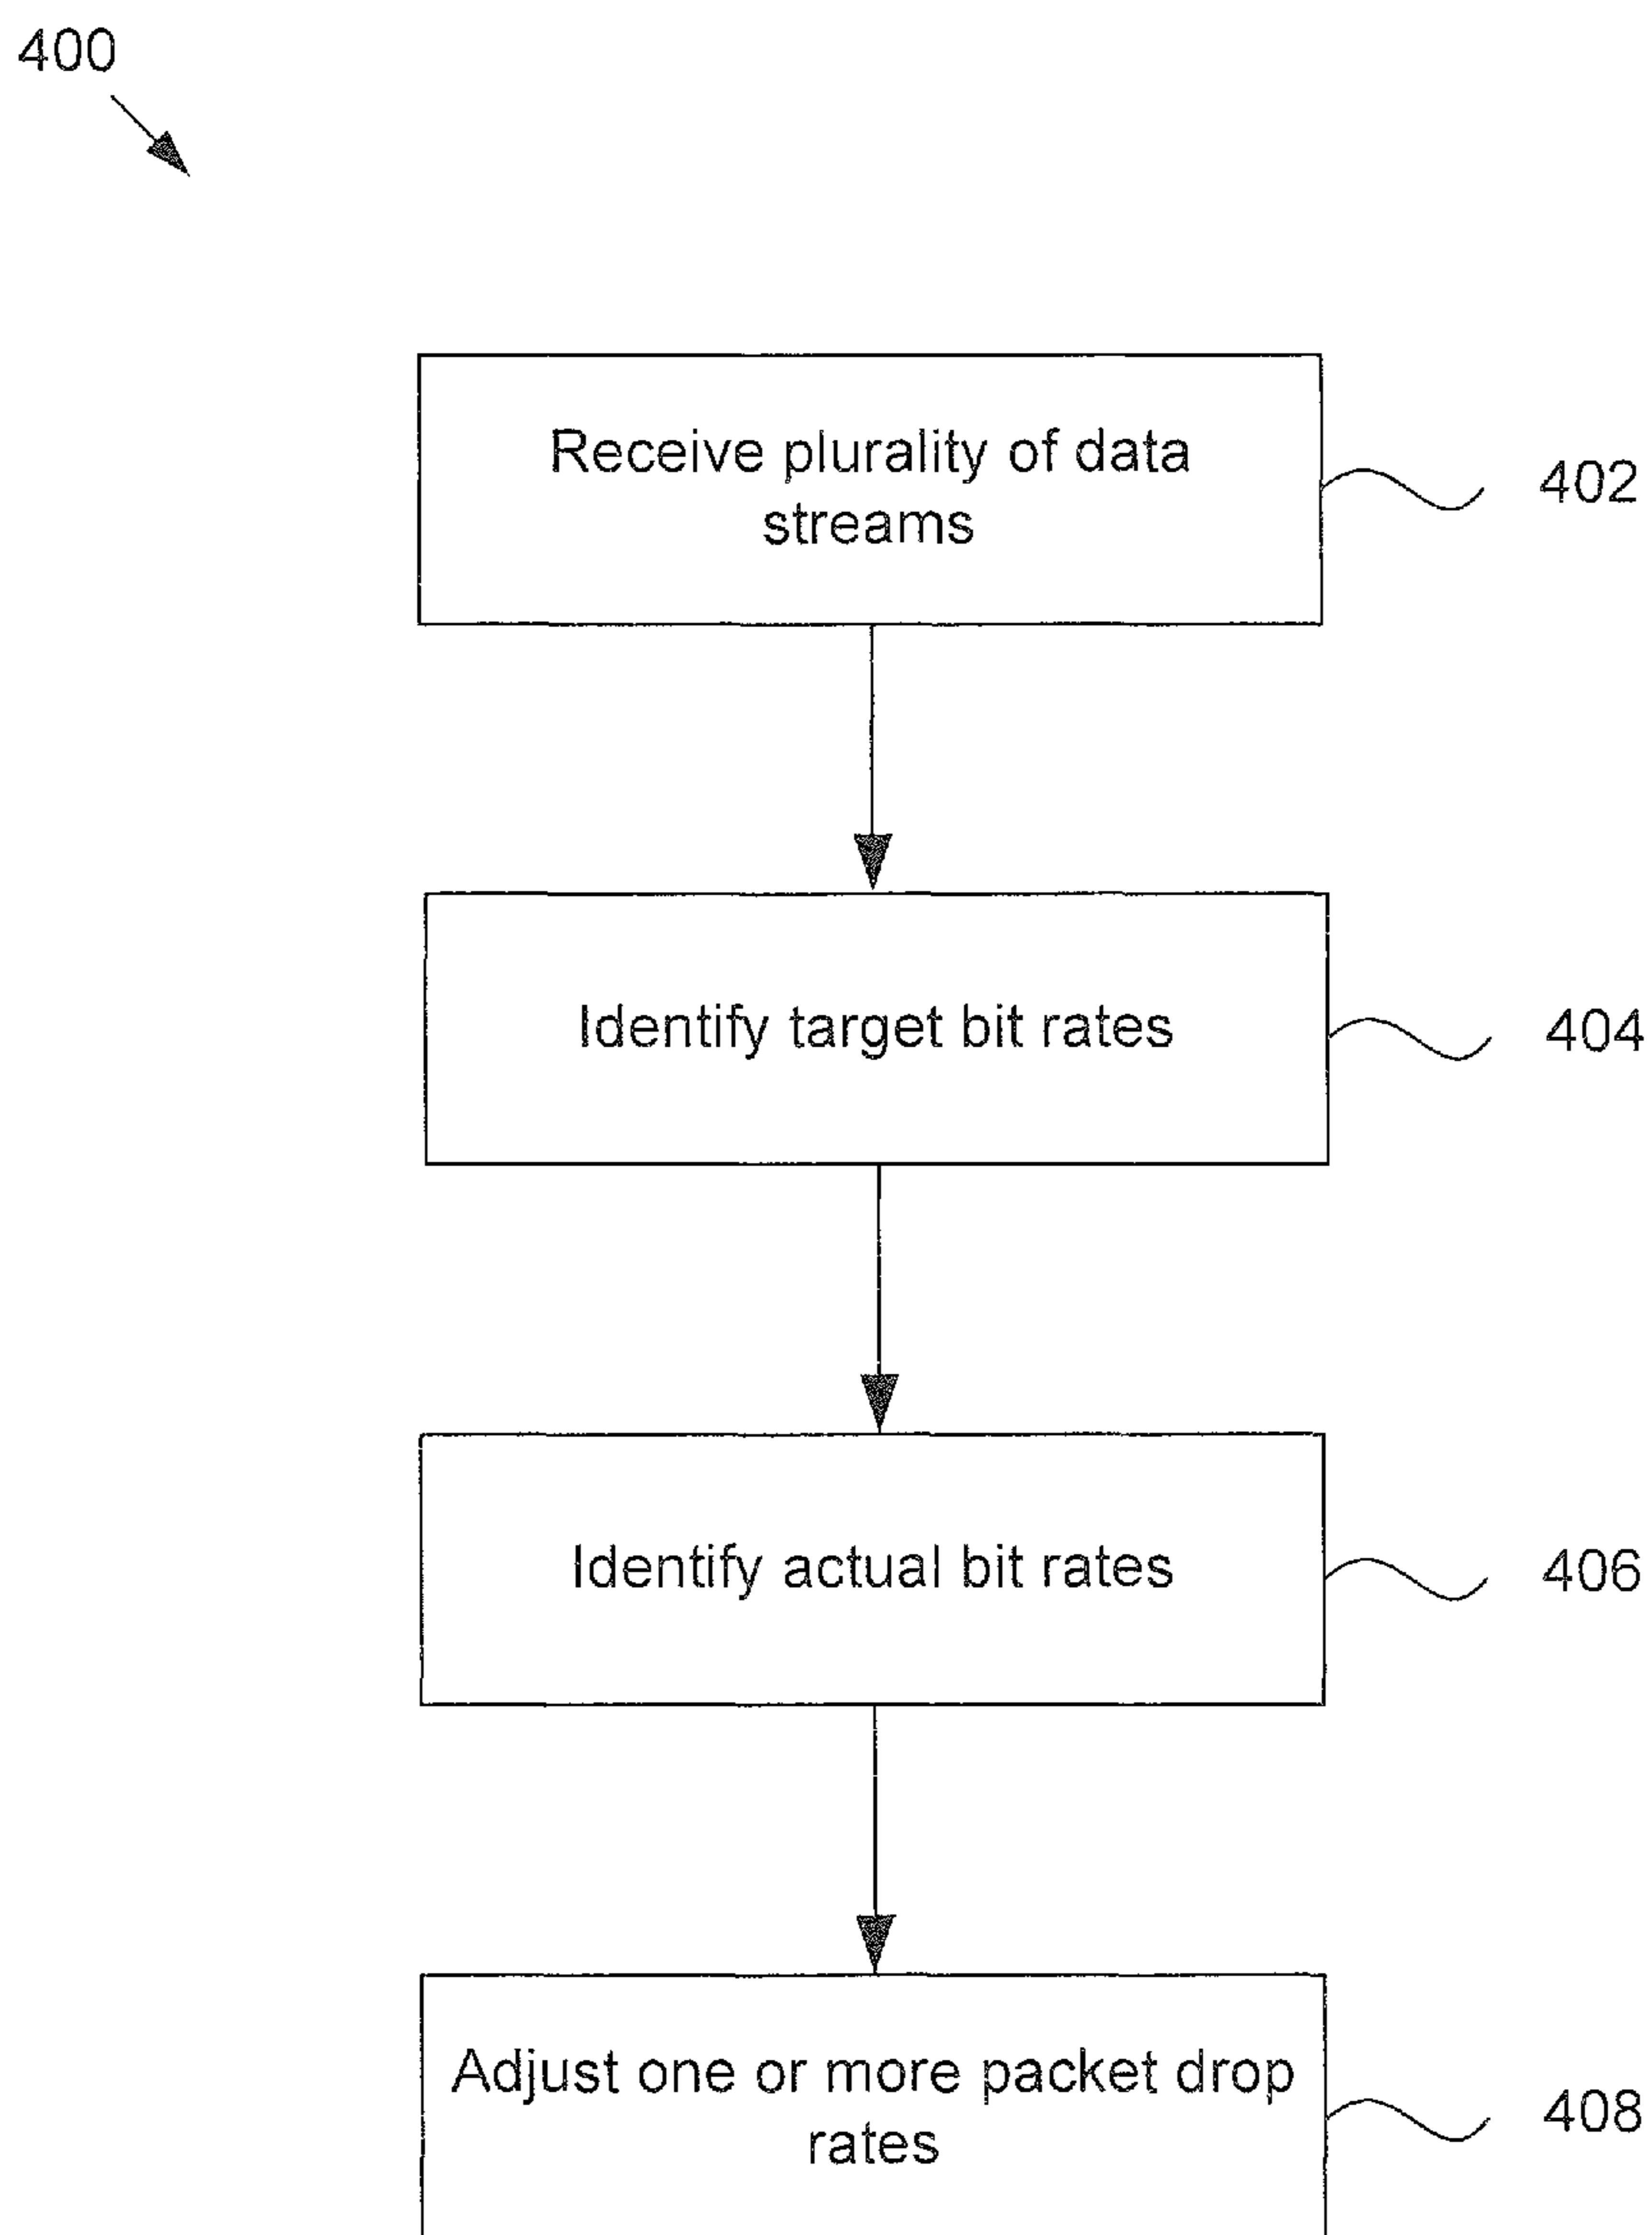 400
Receive plurality of data
streams
402
Identify target bit rates
404
Identify actual bit rates
406
Adjust one or more packet drop
rates
408